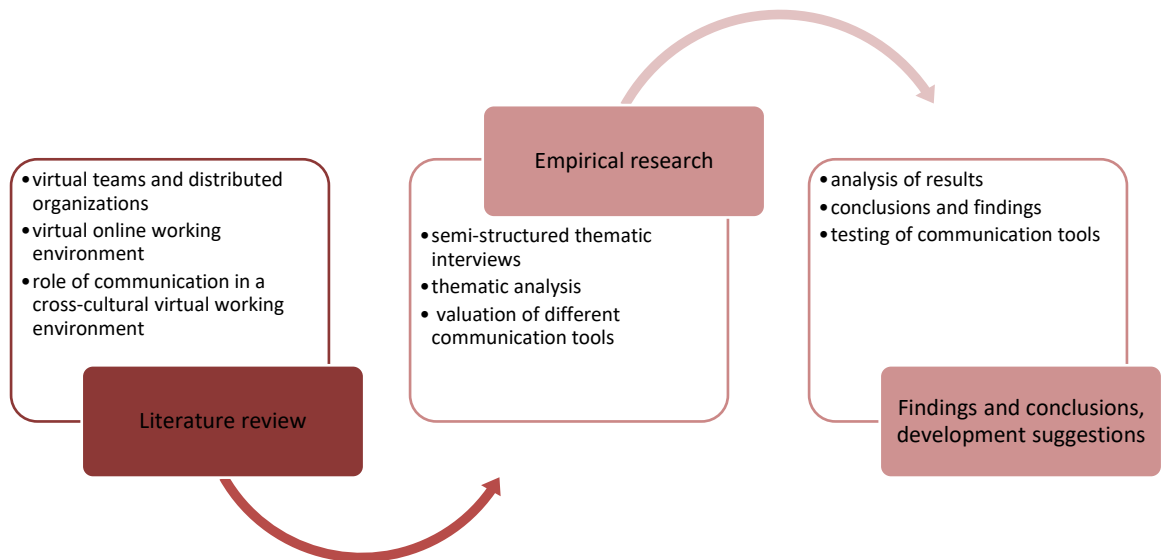 •virtual teams and distributed
organizations
•virtual online working
environment
•role of communication in a
cross-cultural virtual working
environment
Literature review
Empirical research
•semi-structured thematic
interviews
•thematic analysis
• valuation of different
communication tools
•analysis of results
•conclusions and findings
•testing of communication tools
Findings and conclusions,
development suggestions